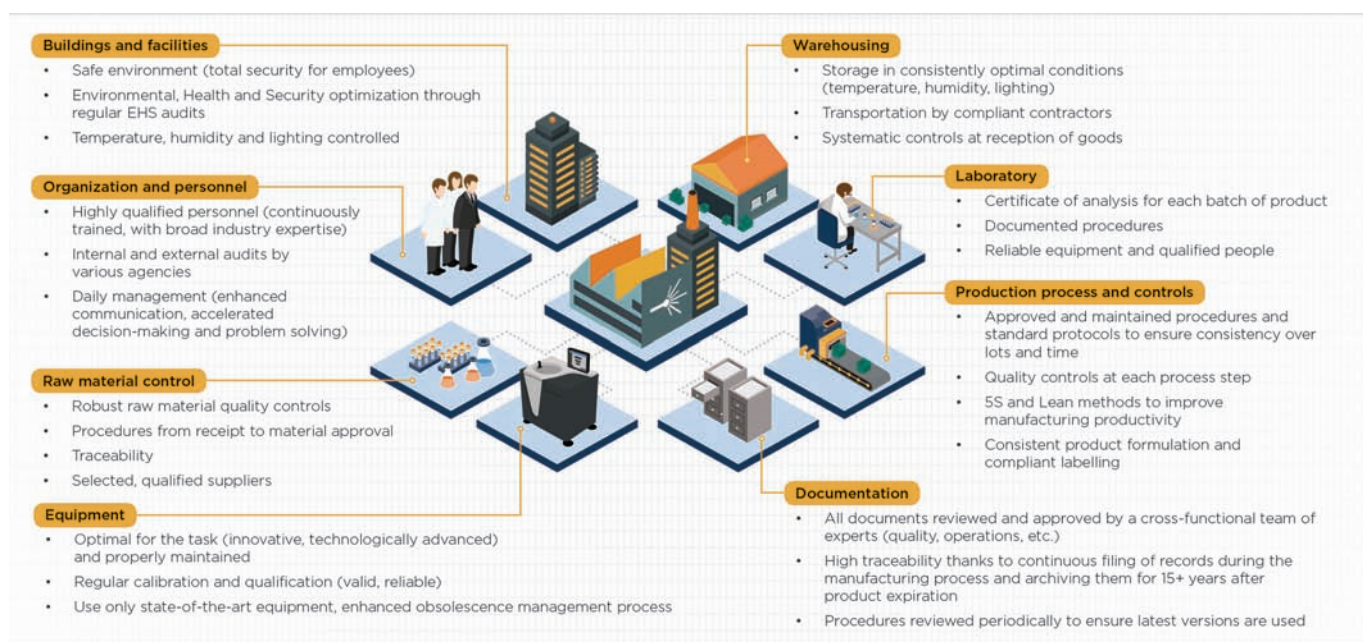 Buildings and facilities
• Safe environment (total security for employees)
• Environmental, Health and Security optimization through
regular EHS audits
• Temperature, humidity and lighting controlled
Organization and personnel
• Highly qualified personnel (continuously
trained, with broad industry expertise)
• Internal and external audits by
various agencies
• Daily management (enhanced
communication, accelerated
decision-making and problem solving)
Raw material control
• Robust raw material quality controls
• Procedures from receipt to material approval
• Traceability
• Selected, qualified suppliers
Equipment
• Optimal for the task (innovative, technologically advanced)
and properly maintained
• Regular calibration and qualification (valid, reliable)
• Use only state-of-the-art equipment, enhanced obsolescence management process
Warehousing
• Storage in consistently optimal conditions
(temperature, humidity, lighting)
• Transportation by compliant contractors
• Systematic controls at reception of goods
Laboratory
• Certificate of analysis for each batch of product
• Documented procedures
• Reliable equipment and qualified people
Production process and controls
• Approved and maintained procedures and
standard protocols to ensure consistency over
lots and time
• Quality controls at each process step
• 5S and Lean methods to improve
manufacturing productivity
• Consistent product formulation and
compliant labelling
Documentation
• All documents reviewed and approved by a cross-functional team of
experts (quality, operations, etc.)
• High traceability thanks to continuous filing of records during the
manufacturing process and archiving them for 15+ years after
product expiration
• Procedures reviewed periodically to ensure latest versions are used